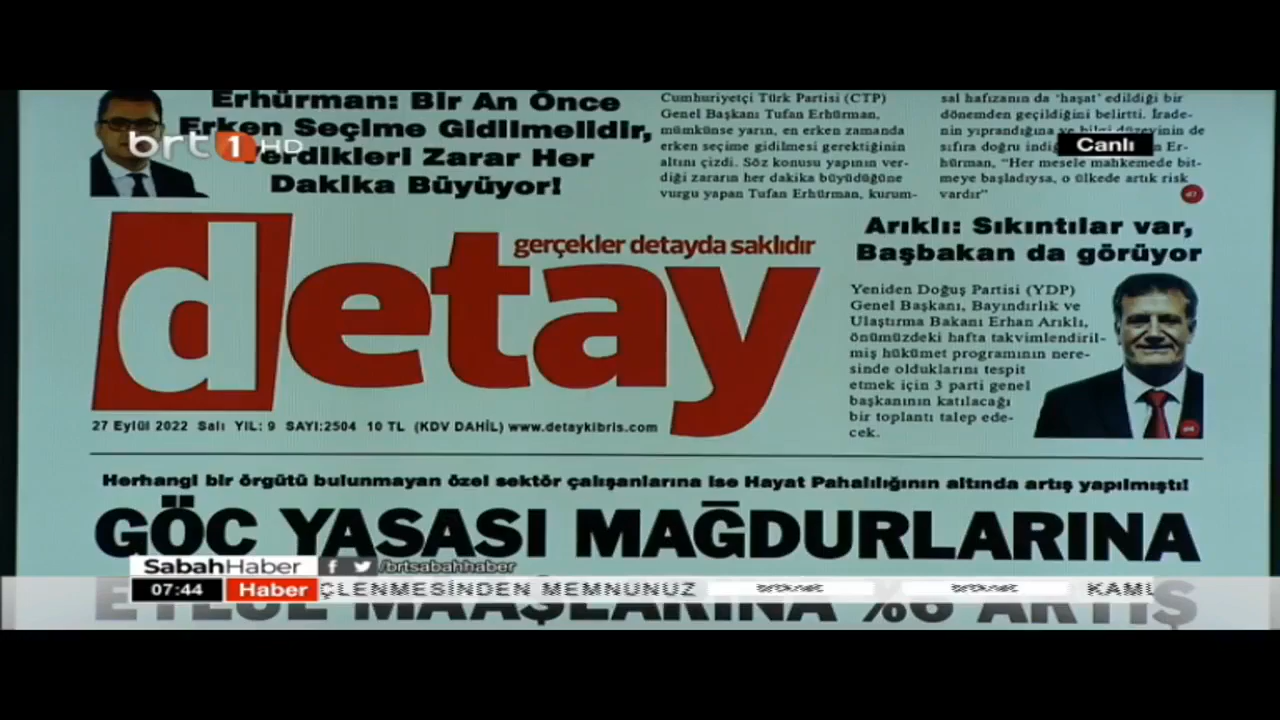 brt 1 HD
Canlı
Erhürman: Bir An Önce
Erken Seçime Gidilmelidir,
Verdikleri Zarar Her
Dakika Büyüyor!
Cumhuriyetçi Türk Partisi (CTP)
Genel Başkanı Tufan Erhürman,
mümkünse yarın, en erken zamanda
erken seçime gidilmesi gerektiğinin
altını çizdi. Söz konusu yapının ver-
diği zararın her dakika büyüdüğüne
vurgu yapan Tufan Erhürman, kurum-
sal hafızanın da ‘haşat’ edildiği bir
dönemden geçildiğini belirtti. İrade-
nin yıprandığına ve bilgi düzeyinin de
sıfıra doğru Er-
hürman, “Her mesele mahkemede bit-
meye başladıysa, o ülkede artık risk
vardır”
detay
gerçekler detayda saklıdır
27 Eylül 2022 Salı YIL: 9 SAYI:2504 10 TL (KDV DAHİL) www.detaykibris.com
Arıklı: Sıkıntılar var,
Başbakan da görüyor
Yeniden Doğuş Partisi (YDP)
Genel Başkanı, Bayındırlık ve
Ulaştırma Bakanı Erhan Arıklı,
önümüzdeki hafta takvimlendiril-
miş hükümet programının nere-
sinde olduklarını tespit
etmek için 3 parti genel
başkanının katılacağı
bir toplantı talep ede-
cek.
Herhangi bir örgütü bulunmayan özel sektör çalışanlarına ise Hayat Pahalılığının altında artış yapılmıştı!
GÖÇ YASASI MAĞDURLARINA
EYLÜL MAAŞLARINA %6 ARTIŞ
SabahHaber /brtsabahhaber
07:44 Haber ÇLENMESİNDEN MEMNUNUZ KAMU